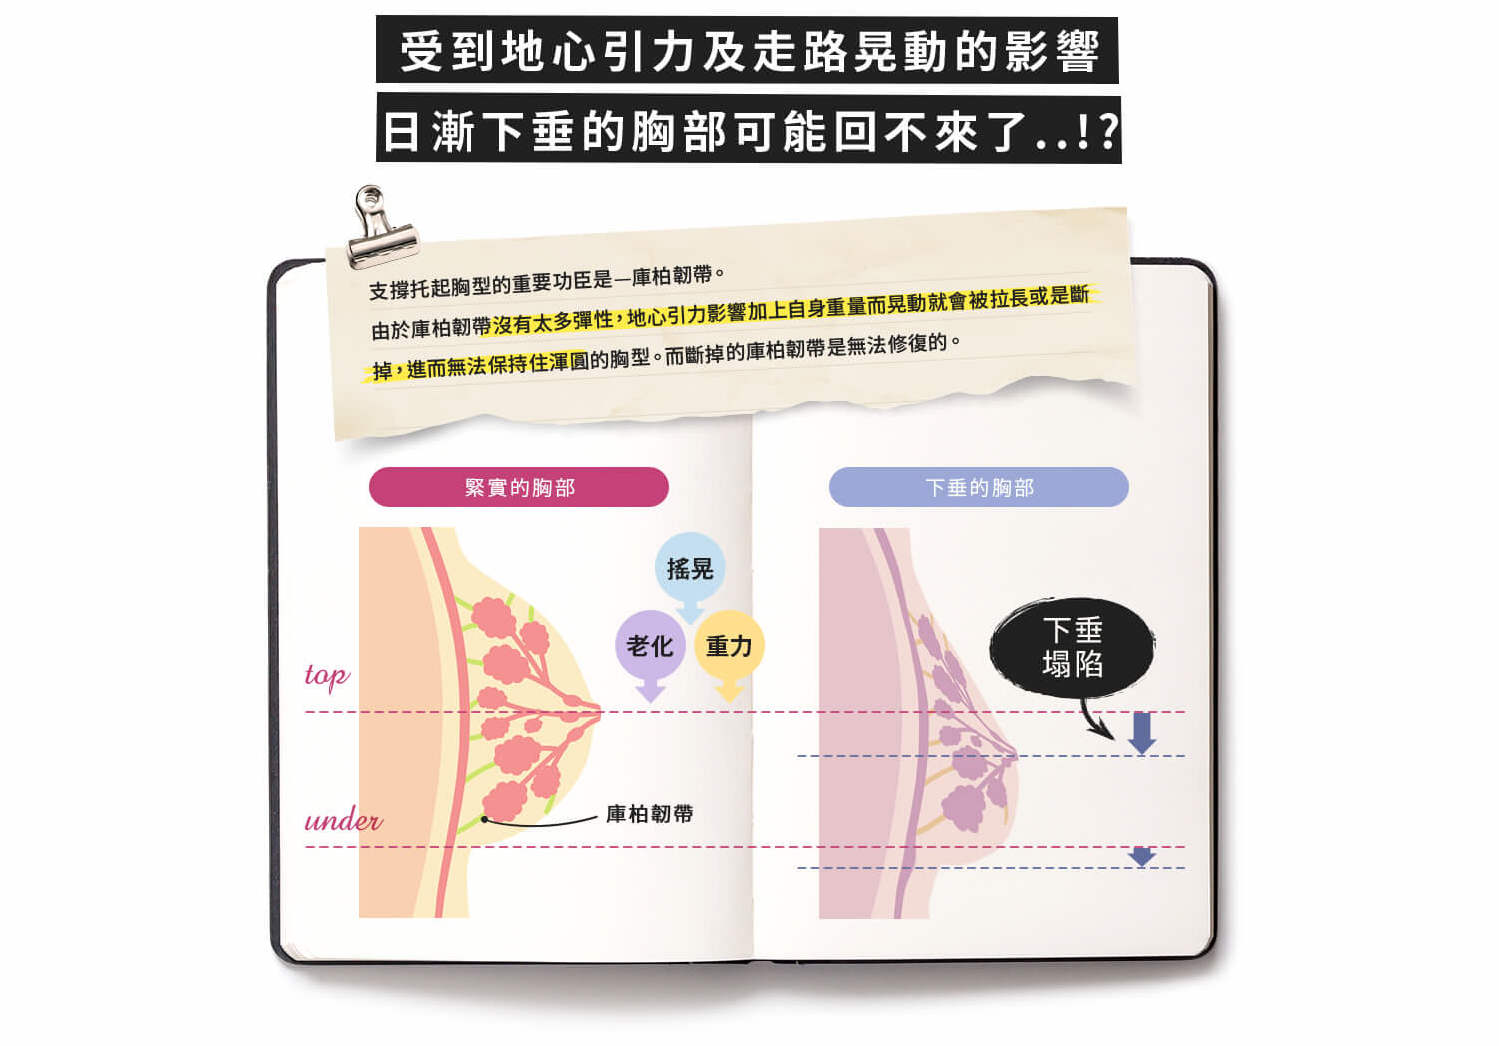 受到地心引力及走路晃動的影響
日漸下垂的胸部可能回不來了..!?
支撐托起胸型的重要功臣是—庫柏韌帶。
由於庫柏韌帶沒有太多彈性，地心引力影響加上自身重量而晃動就會被拉長或是斷
掉，進而無法保持住渾圓的胸型。而斷掉的庫柏韌帶是無法修復的。
緊實的胸部
下垂的胸部
搖晃
老化
重力
下垂
塌陷
top
under
庫柏韌帶